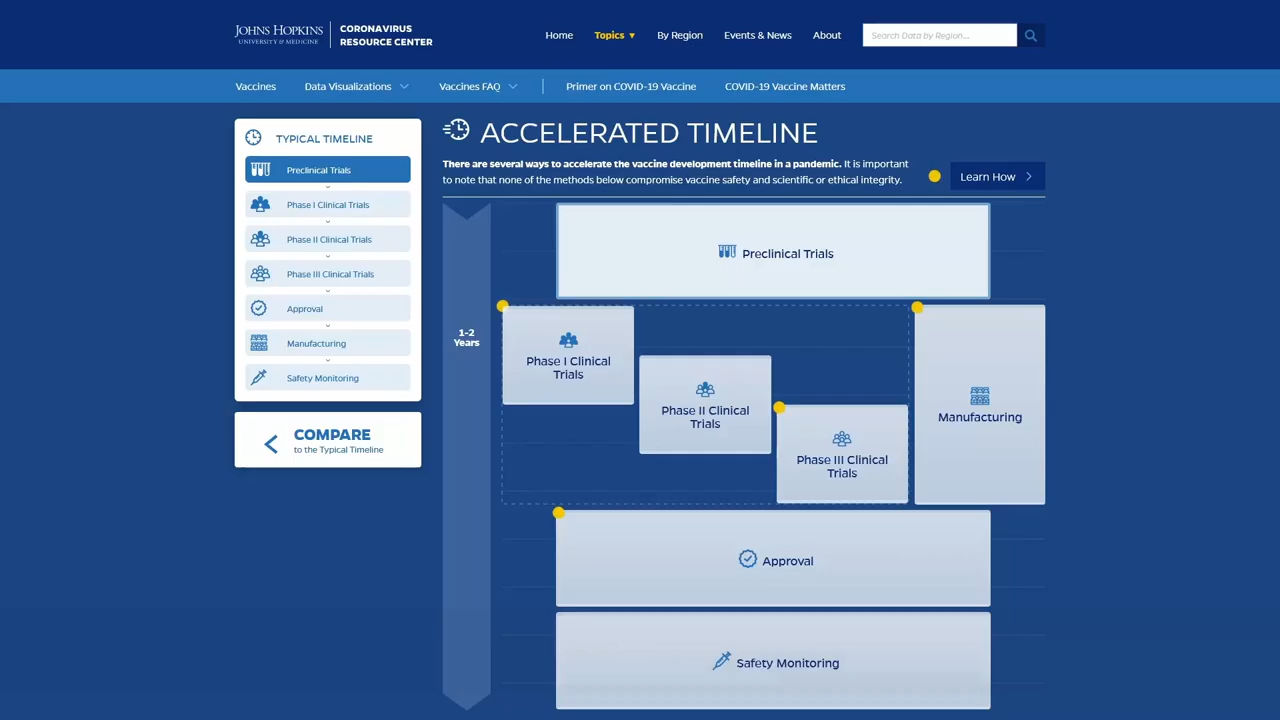 JOHNS HOPKINS
UNIVERSITY & MEDICINE
CORONAVIRUS
RESOURCE CENTER
Home
Topics ▼
By Region
Events & News
About
Search Data by Region...
Vaccines
Data Visualizations
Vaccines FAQ
Primer on COVID-19 Vaccine
COVID-19 Vaccine Matters
TYPICAL TIMELINE
Preclinical Trials
Phase I Clinical Trials
Phase II Clinical Trials
Phase III Clinical Trials
Approval
Manufacturing
Safety Monitoring
COMPARE
to the Typical Timeline
ACCELERATED TIMELINE
There are several ways to accelerate the vaccine development timeline in a pandemic. It is important
to note that none of the methods below compromise vaccine safety and scientific or ethical integrity.
Learn How
1-2
Years
Preclinical Trials
Phase I Clinical
Trials
Phase II Clinical
Trials
Phase III Clinical
Trials
Manufacturing
Approval
Safety Monitoring